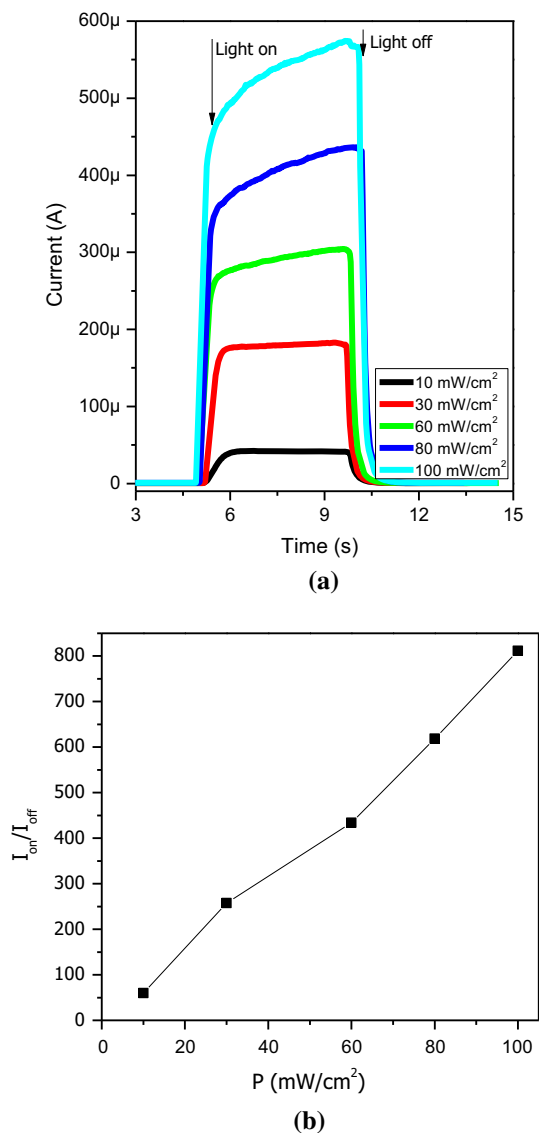 600µ
500µ
400µ
300µ
200µ
100µ
0
Current (A)
Light on
Light off
10 mW/cm²
30 mW/cm²
60 mW/cm²
80 mW/cm²
100 mW/cm²
3 6 9 12 15
Time (s)
(a)
800
700
600
500
400
300
200
100
0
I_on/I_off
0 20 40 60 80 100
P (mW/cm²)
(b)